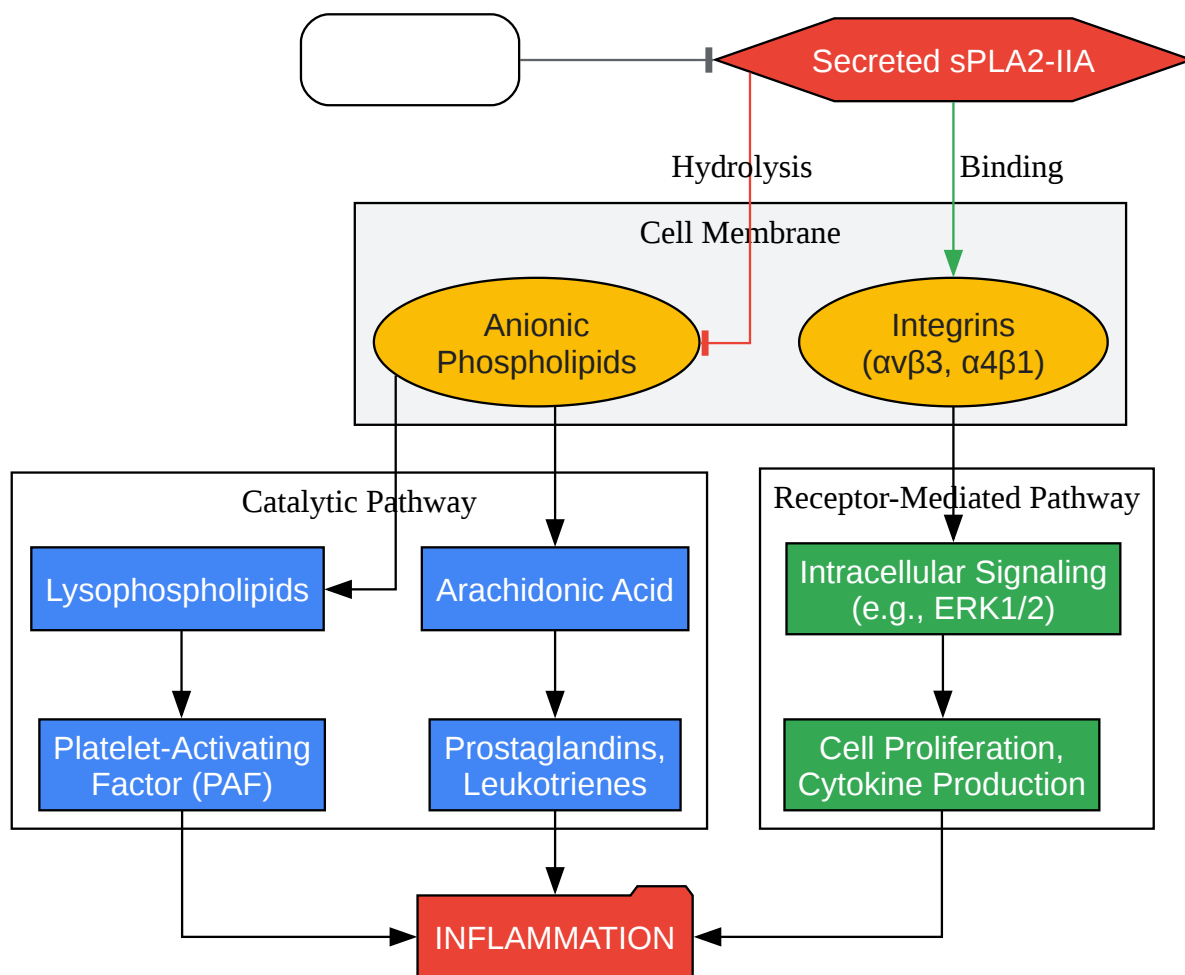 Secreted sPLA2-IIA
Hydrolysis
Binding
Cell Membrane
Anionic
Phospholipids
Integrins
(αvβ3, α4β1)
Catalytic Pathway
Receptor-Mediated Pathway
Lysophospholipids
Arachidonic Acid
Intracellular Signaling
(e.g., ERK1/2)
Platelet-Activating
Factor (PAF)
Prostaglandins,
Leukotrienes
Cell Proliferation,
Cytokine Production
INFLAMMATION